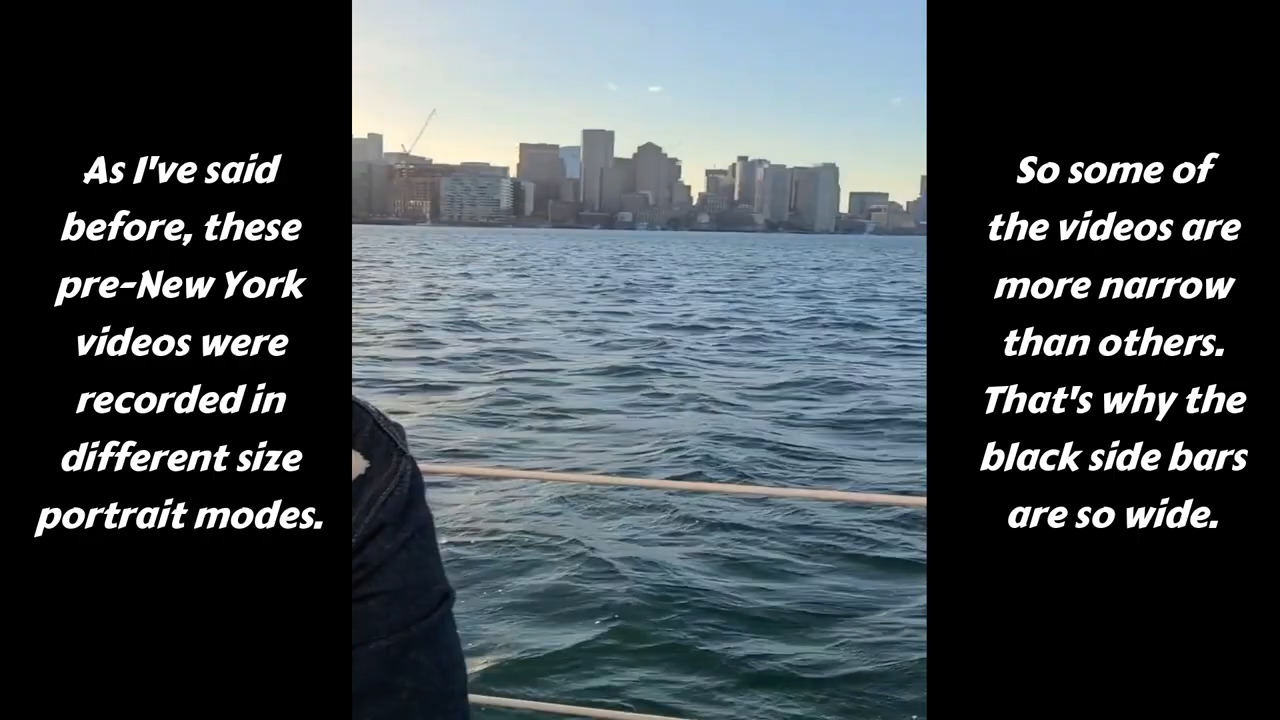 As I've said
before, these
pre-New York
videos were
recorded in
different size
portrait modes.
So some of
the videos are
more narrow
than others.
That's why the
black side bars
are so wide.